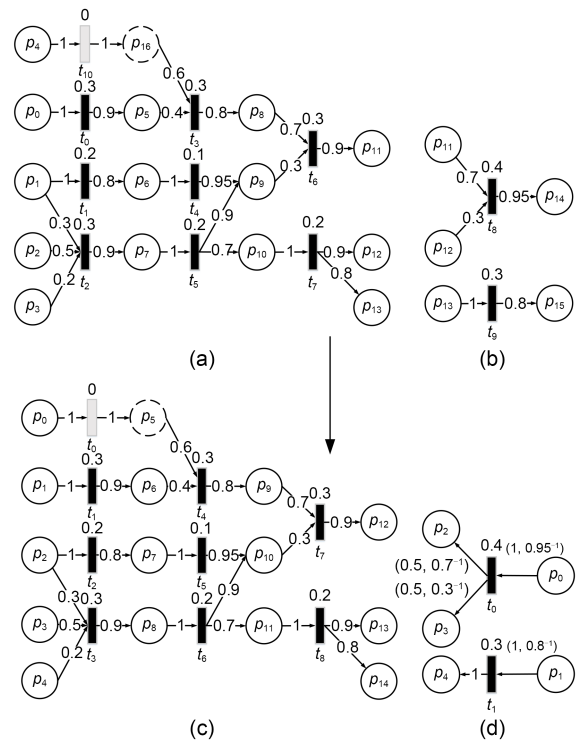 0
p4 1 1 p16
t10 0.6
0.3 0.3
p0 1 0.9 p5 0.4 0.8 p8
t0 t3 0.7 0.3
0.2 0.1 0.9 p11
p1 1 0.8 p6 1 0.95 p9 0.3 t6
t1 t4
0.3 0.3 0.2 0.9 0.2
p2 0.5 0.9 p7 1 0.7 p10 1 0.9 p12
0.2 t2 t5 t7 0.8
p3 p13
(a)
p11
0.7 0.4
0.95 p14
0.3 t8
p12
0.3
p13 1 0.8 p15
t9
(b)
0
p0 1 1 p5
t0 0.6
0.3 0.3
p1 1 0.9 p6 0.4 0.8 p9
t1 t4 0.7 0.3
0.2 0.1 0.9 p12
p2 1 0.8 p7 1 0.95 p10 0.3 t7
t2 t5
0.3 0.3 0.2 0.9 0.2
p3 0.5 0.9 p8 1 0.7 p11 1 0.9 p13
0.2 t3 t6 t8 0.8
p4 p14
(c)
p2
0.4 (1, 0.95⁻¹)
(0.5, 0.7⁻¹) p0
(0.5, 0.3⁻¹) t0
p3
0.3 (1, 0.8⁻¹)
p4 1 p1
t1
(d)